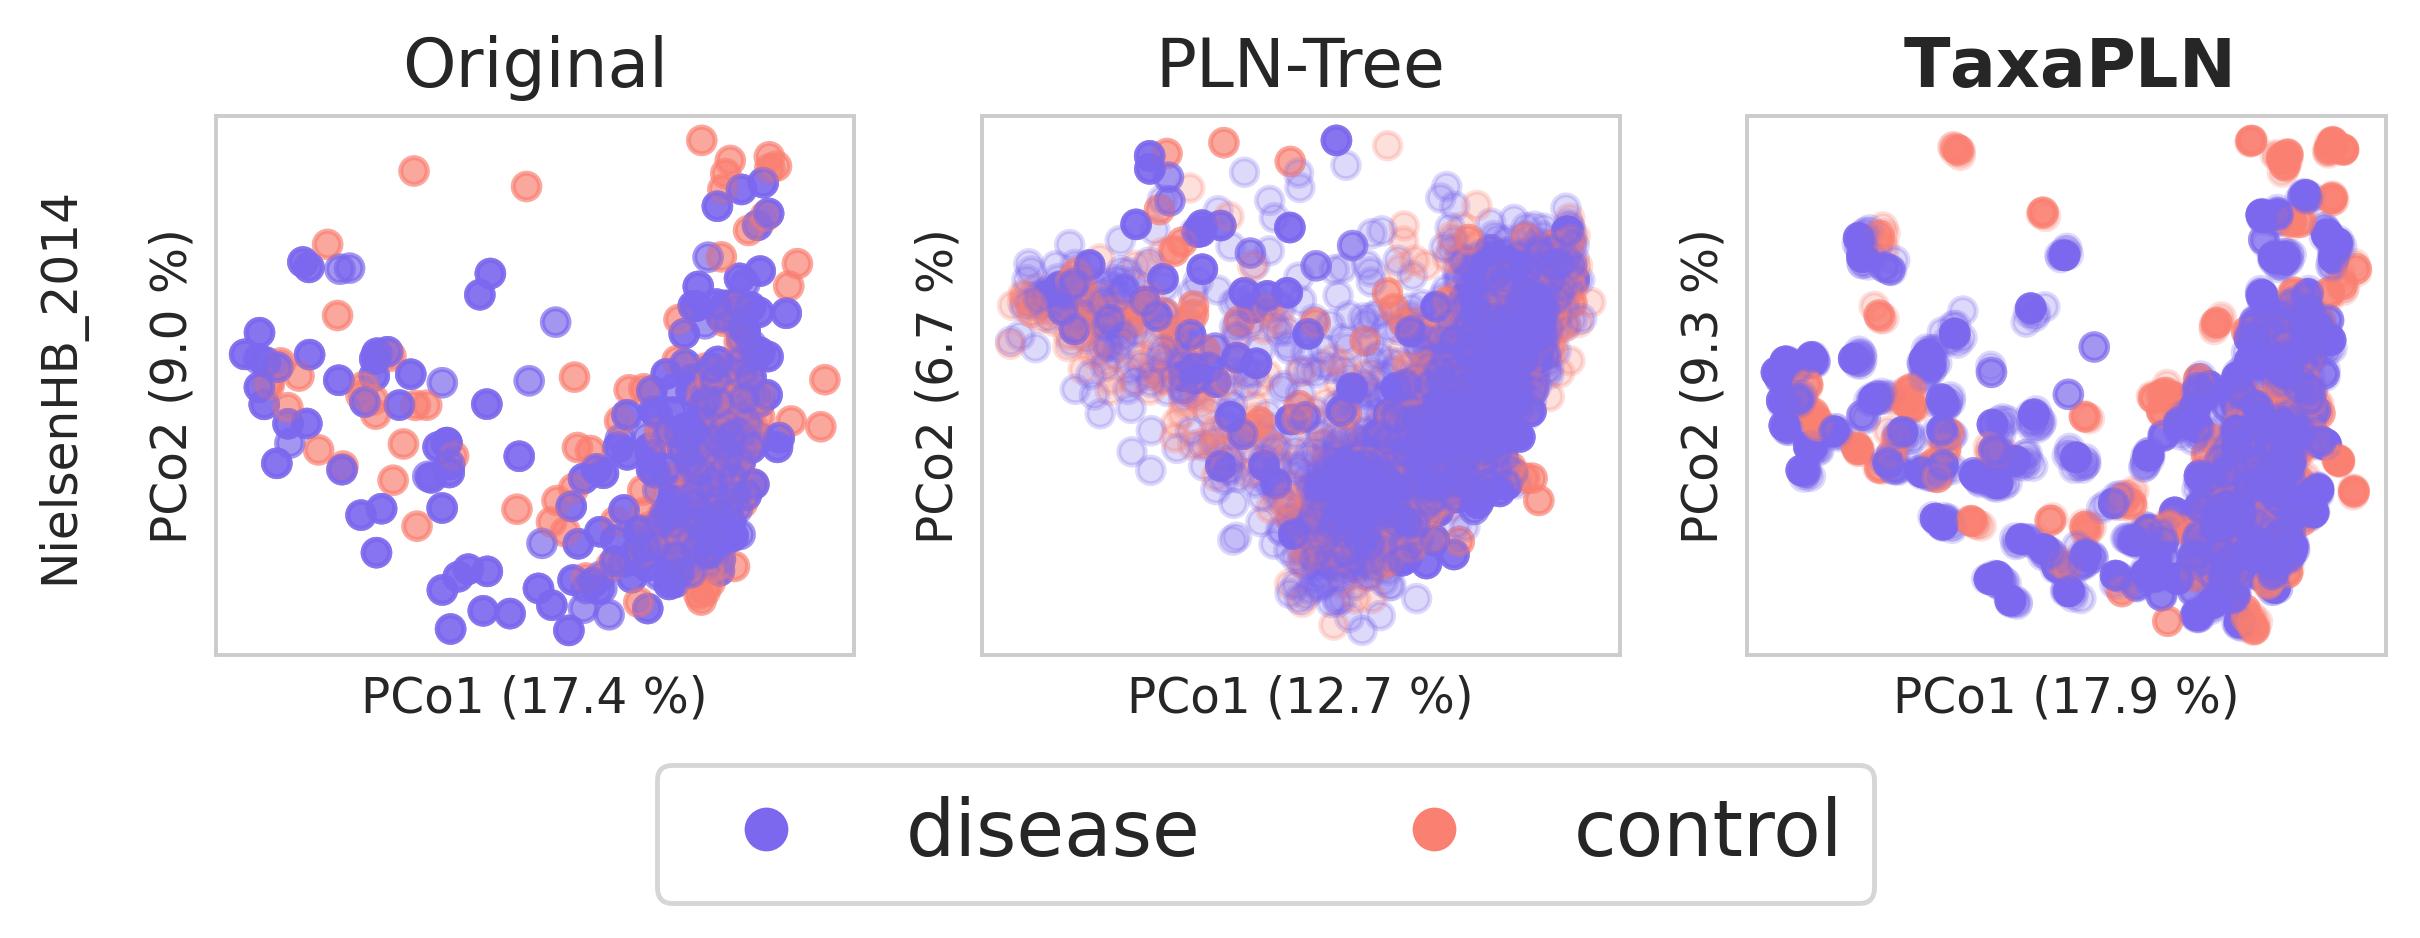 Original
PLN-Tree
TaxaPLN
NielsenHB_2014
PCo2 (9.0 %)
PCo2 (6.7 %)
PCo2 (9.3 %)
PCo1 (17.4 %)
PCo1 (12.7 %)
PCo1 (17.9 %)
disease
control